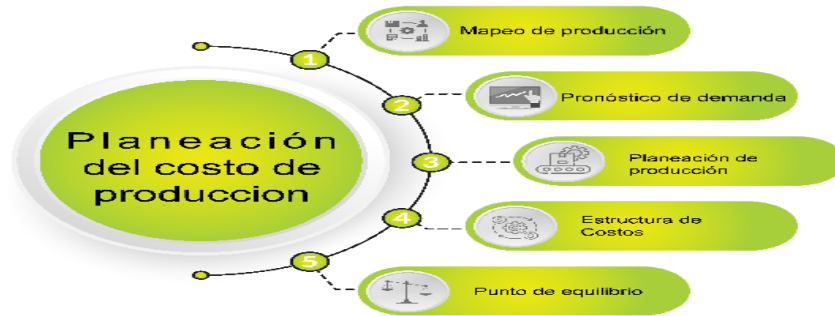 Planeación
del costo de
produccion
1
Mapeo de producción
2
Pronóstico de demanda
3
Planeación de
producción
4
Estructura de
Costos
5
Punto de equilibrio